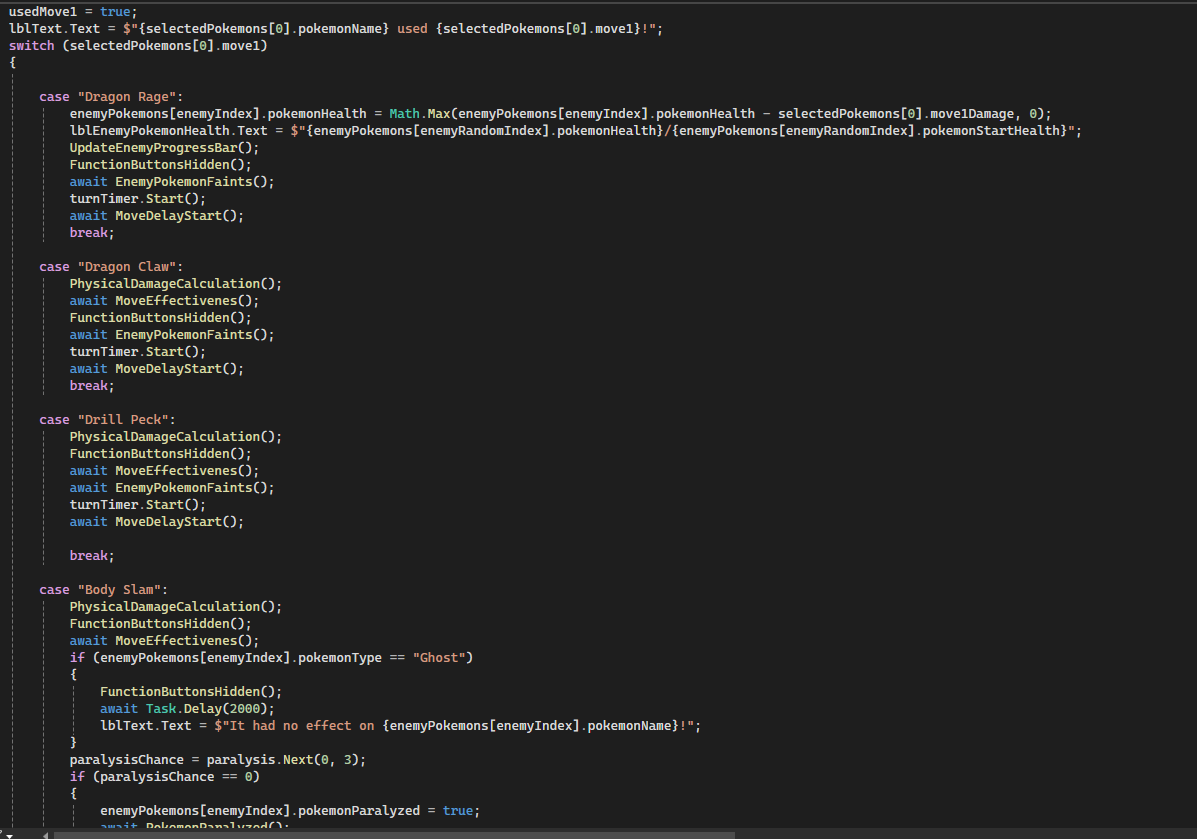 usedMove1 = true;
lblText.Text = $"{selectedPokemons[0].pokemonName} used {selectedPokemons[0].move1}!";
switch (selectedPokemons[0].move1)
{
case "Dragon Rage":
enemyPokemons[enemyIndex].pokemonHealth = Math.Max(enemyPokemons[enemyIndex].pokemonHealth - selectedPokemons[0].move1Damage, 0);
lblEnemyPokemonHealth.Text = $"{enemyPokemons[enemyRandomIndex].pokemonHealth}/{enemyPokemons[enemyRandomIndex].pokemonStartHealth}";
UpdateEnemyProgressBar();
FunctionButtonsHidden();
await EnemyPokemonFaints();
turnTimer.Start();
await MoveDelayStart();
break;
case "Dragon Claw":
PhysicalDamageCalculation();
await MoveEffectivenes();
FunctionButtonsHidden();
await EnemyPokemonFaints();
turnTimer.Start();
await MoveDelayStart();
break;
case "Drill Peck":
PhysicalDamageCalculation();
FunctionButtonsHidden();
await MoveEffectivenes();
await EnemyPokemonFaints();
turnTimer.Start();
await MoveDelayStart();
break;
case "Body Slam":
PhysicalDamageCalculation();
FunctionButtonsHidden();
await MoveEffectivenes();
if (enemyPokemons[enemyIndex].pokemonType == "Ghost")
{
FunctionButtonsHidden();
await Task.Delay(2000);
lblText.Text = $"It had no effect on {enemyPokemons[enemyIndex].pokemonName}!";
}
paralysisChance = paralysis.Next(0, 3);
if (paralysisChance == 0)
{
enemyPokemons[enemyIndex].pokemonParalyzed = true;
await PokemonParalyzed();